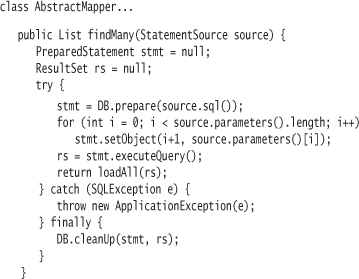 class AbstractMapper...
public List findMany(StatementSource source) {
PreparedStatement stmt = null;
ResultSet rs = null;
try {
stmt = DB.prepare(source.sql());
for (int i = 0; i < source.parameters().length; i++)
stmt.setObject(i+1, source.parameters()[i]);
rs = stmt.executeQuery();
return loadAll(rs);
} catch (SQLException e) {
throw new ApplicationException(e);
} finally {
DB.cleanUp(stmt, rs);
}
}